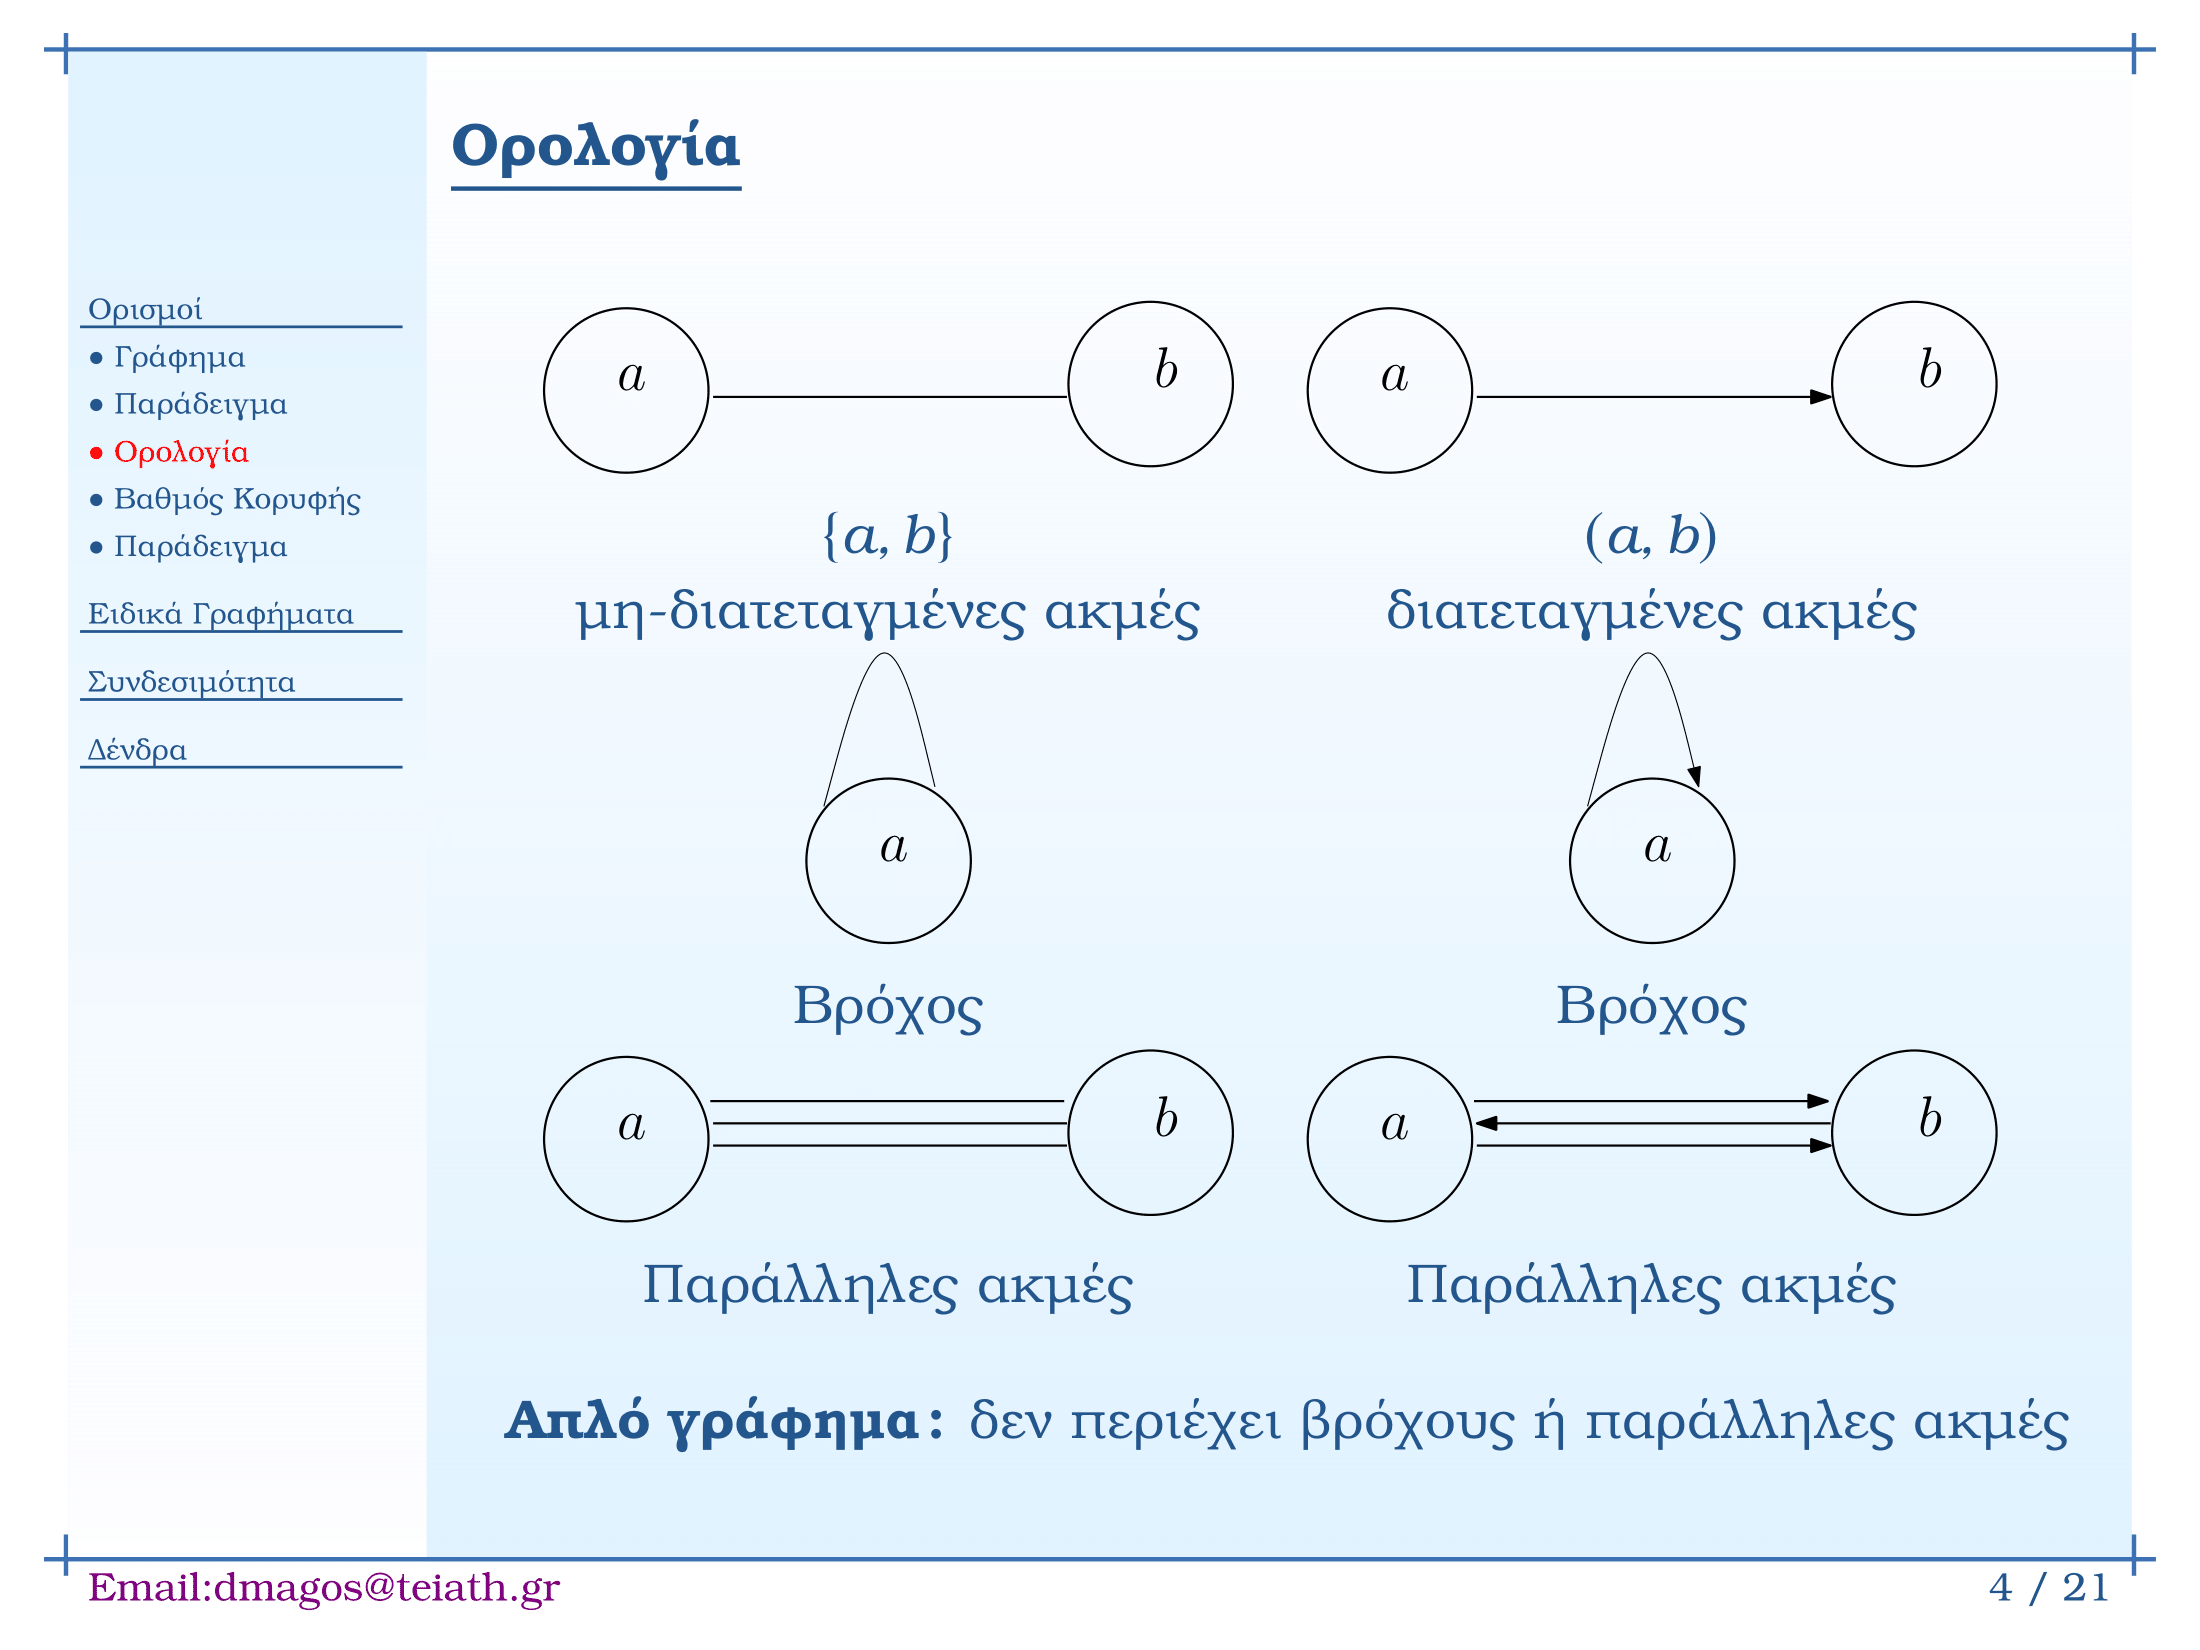 Ορολογία
Ορισμοί
• Γράφημα
• Παράδειγμα
• Ορολογία
• Βαθμός Κορυφής
• Παράδειγμα
Ειδικά Γραφήματα
Συνδεσιμότητα
Δένδρα
a b a b
{a, b} (a, b)
μη-διατεταγμένες ακμές διατεταγμένες ακμές
a a
Βρόχος Βρόχος
a b a b
Παράλληλες ακμές Παράλληλες ακμές
Απλό γράφημα: δεν περιέχει βρόχους ή παράλληλες ακμές
Email:dmagos@teiath.gr 4 / 21